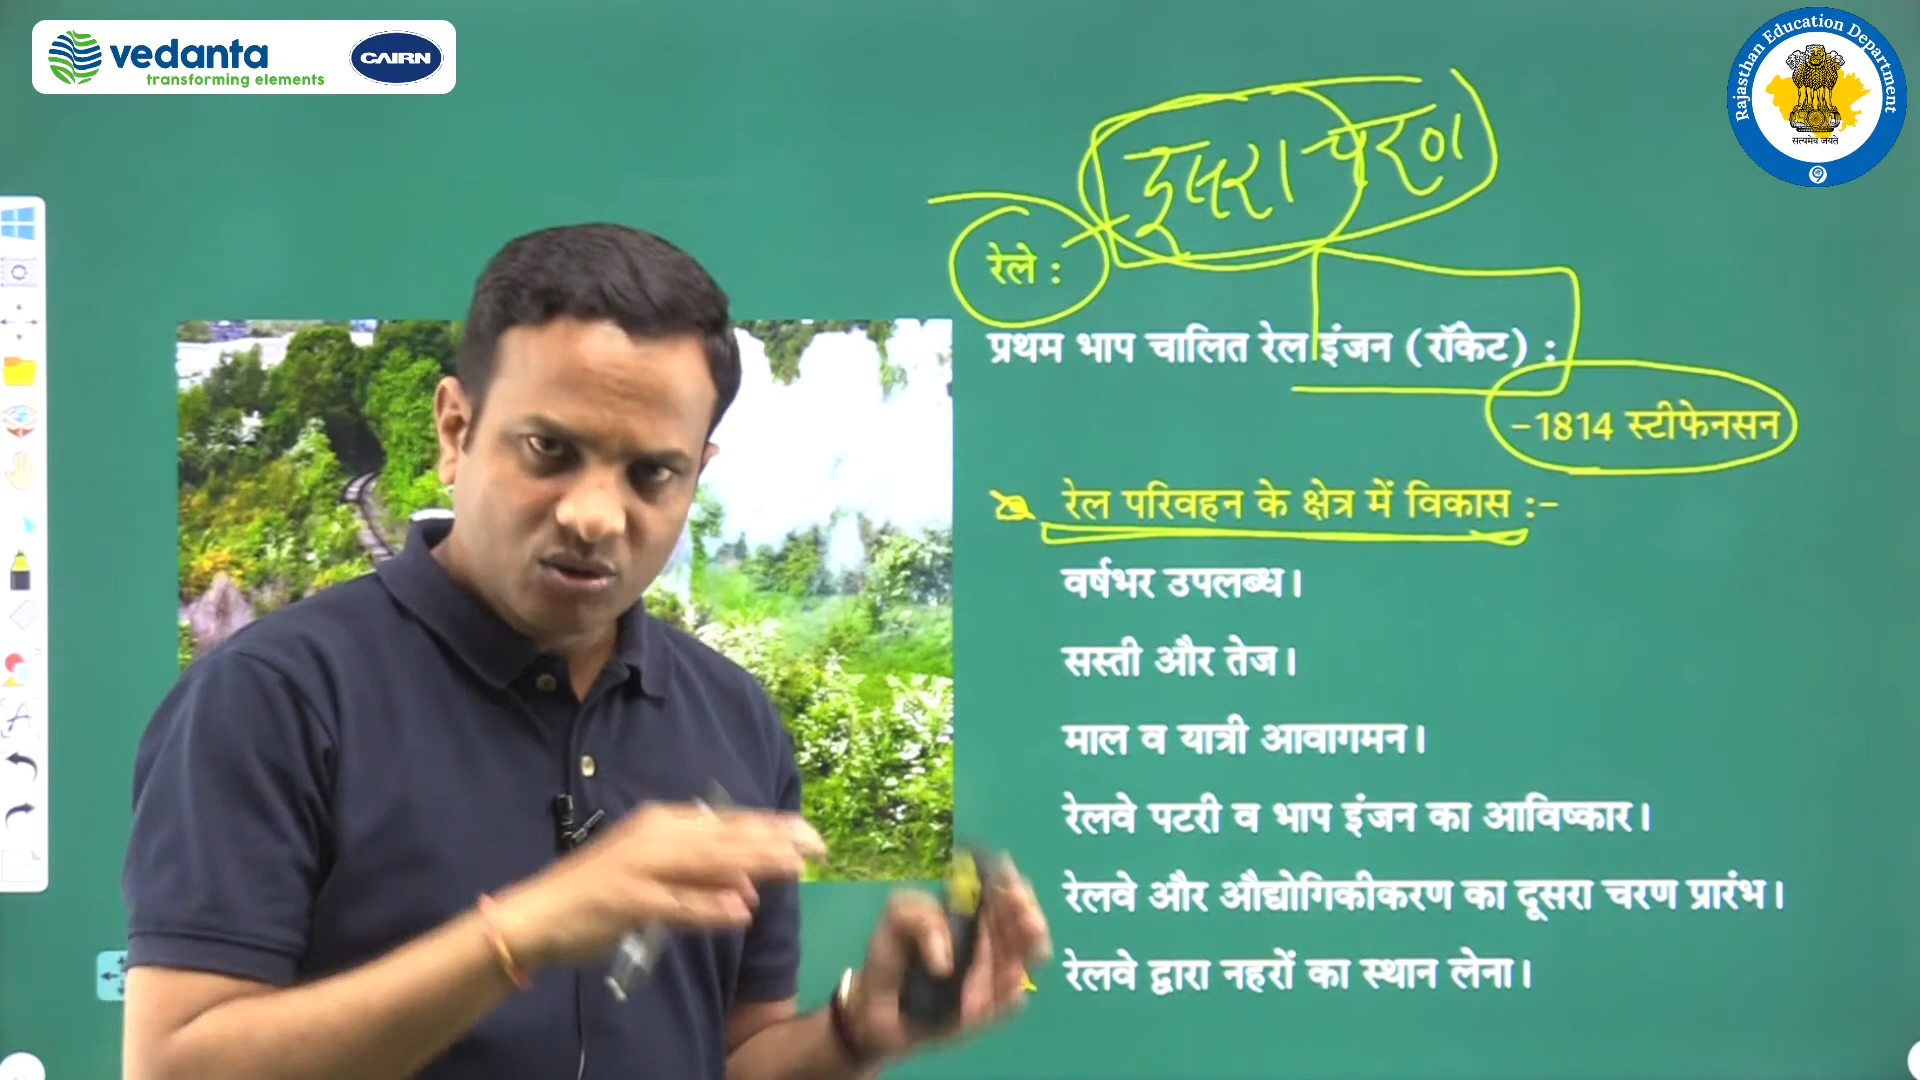 vedanta
transforming elements
CAIRN
Rajasthan Education Department
सत्यमेव जयते
दूसरा चरण
रेले :
प्रथम भाप चालित रेल इंजन (रॉकेट) :
-1814 स्टीफेनसन
रेल परिवहन के क्षेत्र में विकास :-
वर्षभर उपलब्ध।
सस्ती और तेज।
माल व यात्री आवागमन।
रेलवे पटरी व भाप इंजन का आविष्कार।
रेलवे और औद्योगिकीकरण का दूसरा चरण प्रारंभ।
रेलवे द्वारा नहरों का स्थान लेना।